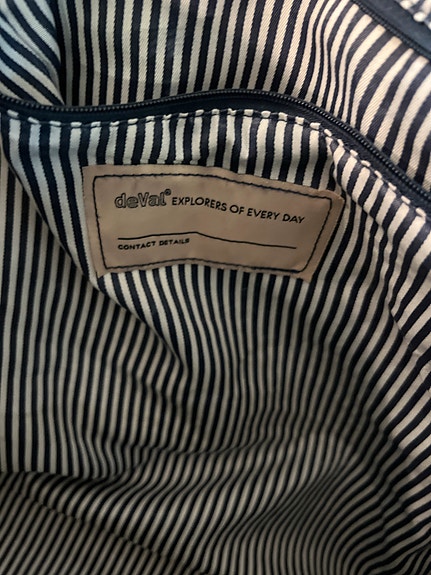 deVal® EXPLORERS OF EVERY DAY
CONTACT DETAILS